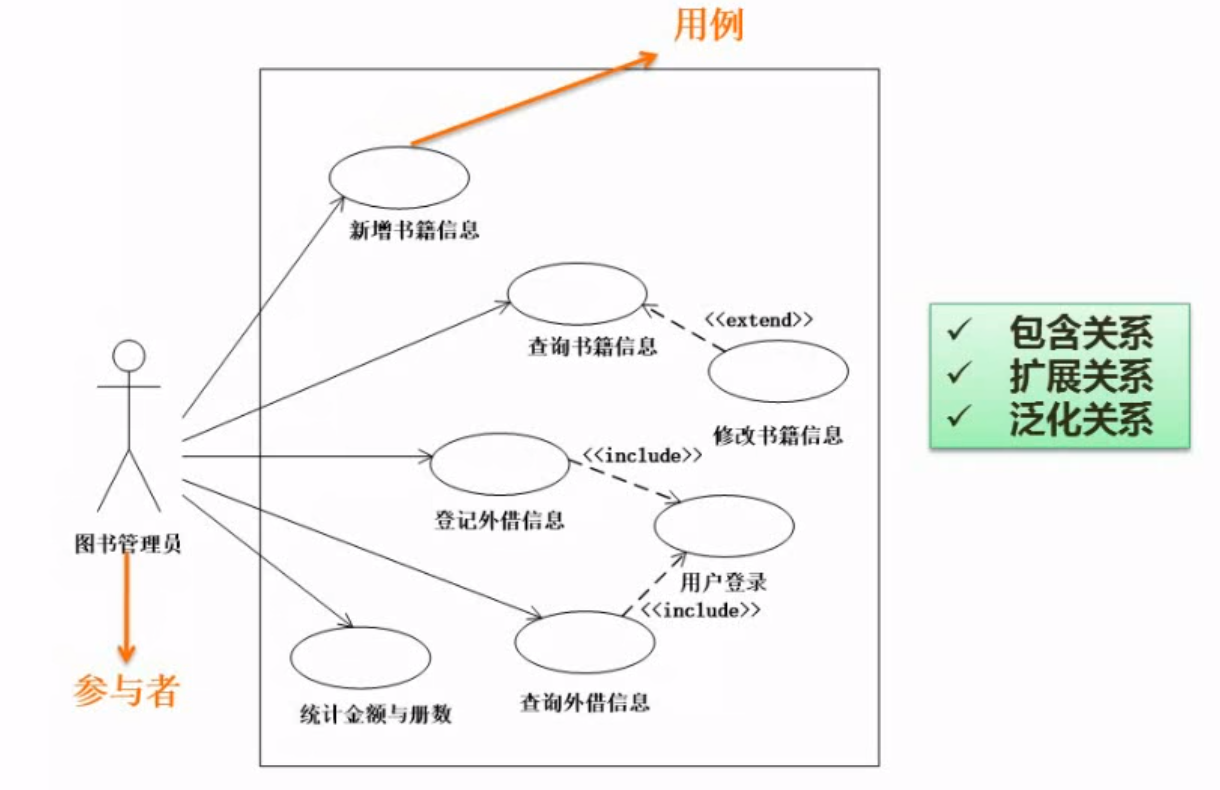 用例
新增书籍信息
查询书籍信息
<<extend>>
修改书籍信息
✓ 包含关系
✓ 扩展关系
✓ 泛化关系
登记外借信息
<<include>>
图书管理员
用户登录
<<include>>
参与者
统计金额与册数
查询外借信息